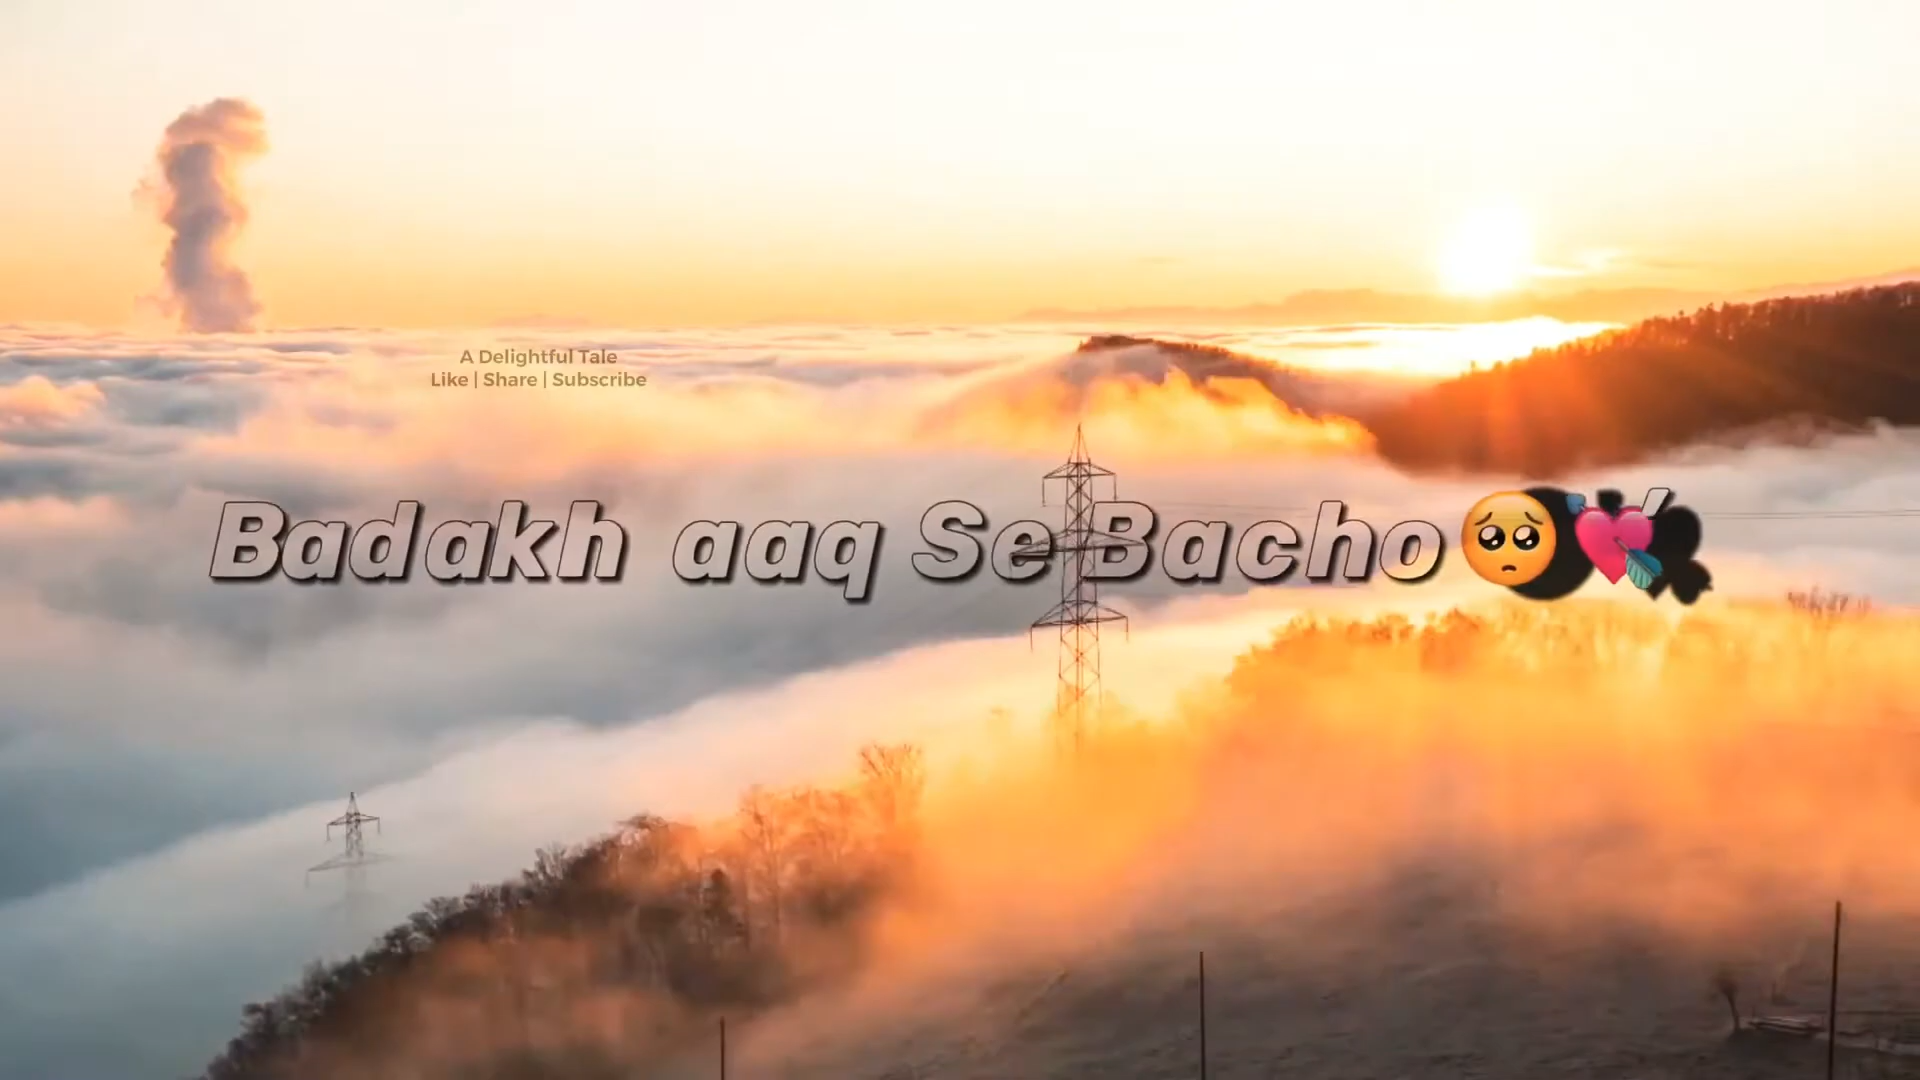 A Delightful Tale
Like | Share | Subscribe
Badakh aaq Se Bacho🥺💘